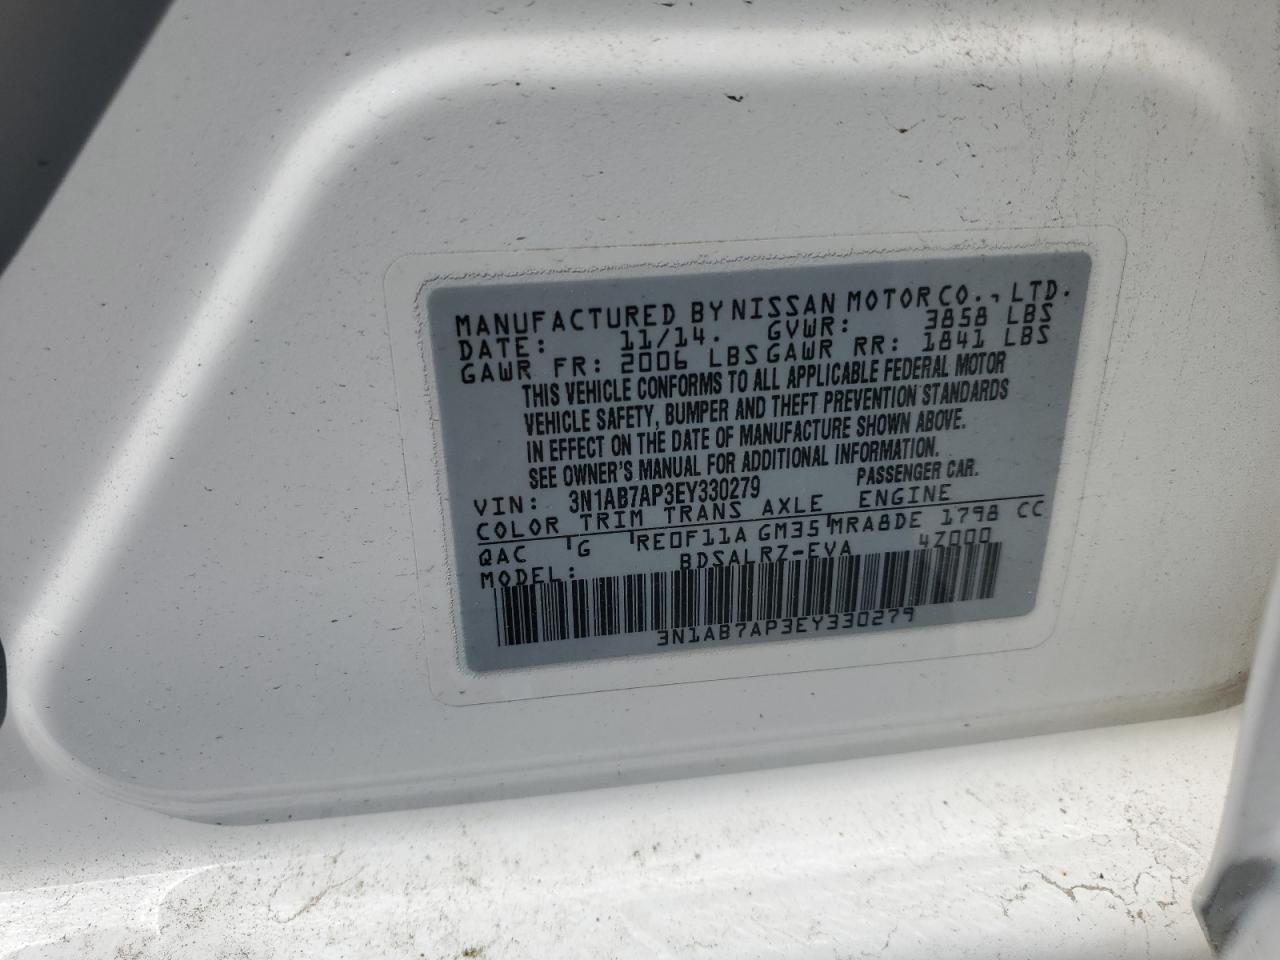 MANUFACTURED BY NISSAN MOTOR CO., LTD.
DATE: 11/14. GVWR: 3858 LBS
GAWR FR: 2006 LBS GAWR RR: 1841 LBS
THIS VEHICLE CONFORMS TO ALL APPLICABLE FEDERAL MOTOR
VEHICLE SAFETY, BUMPER AND THEFT PREVENTION STANDARDS
IN EFFECT ON THE DATE OF MANUFACTURE SHOWN ABOVE.
SEE OWNER'S MANUAL FOR ADDITIONAL INFORMATION.
VIN: 3N1AB7AP3EY330279 PASSENGER CAR.
COLOR TRIM TRANS AXLE ENGINE
QAC G RE0F11A GM35 MRA8DE 1798 CC
MODEL: BDSALRZ-EVA 4Z000
3N1AB7AP3EY330279